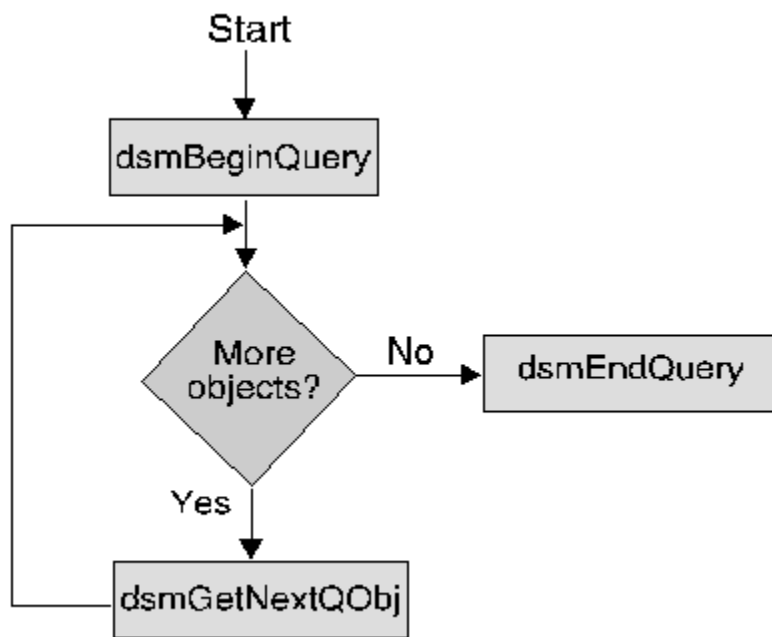 Start
dsmBeginQuery
More
objects?
No
dsmEndQuery
Yes
dsmGetNextQObj